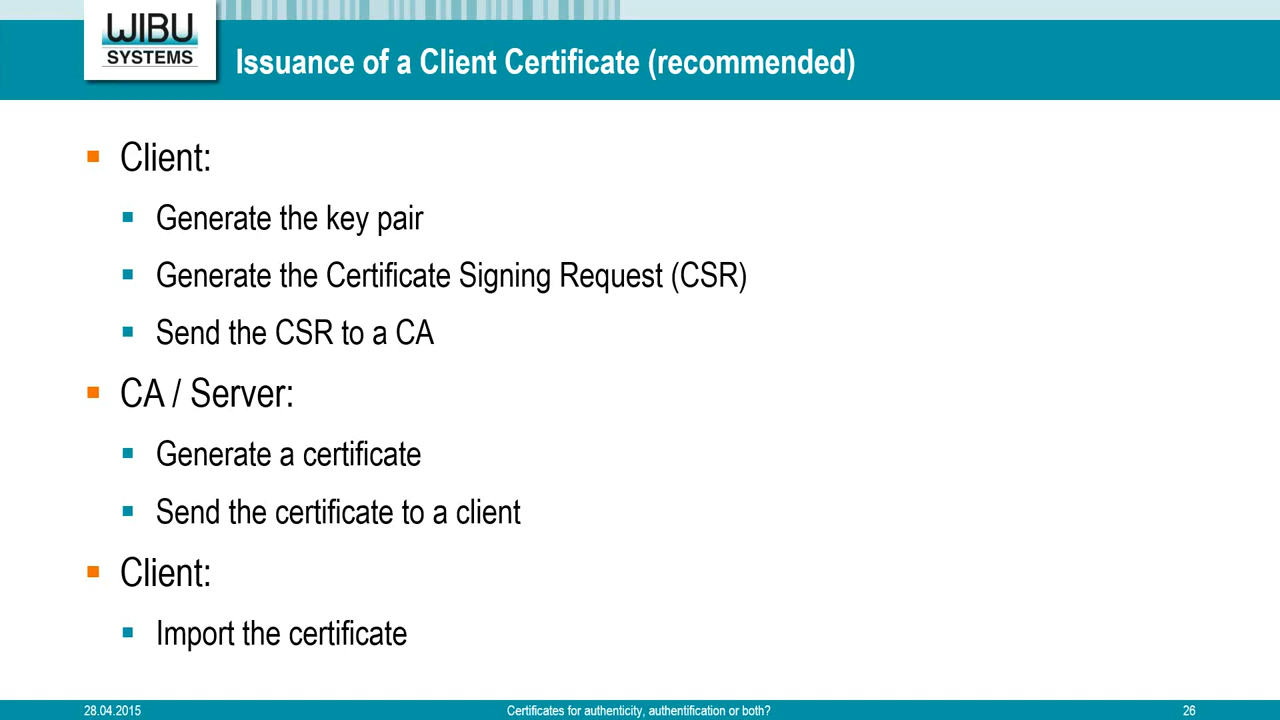 WIBU
SYSTEMS
Issuance of a Client Certificate (recommended)
Client:
Generate the key pair
Generate the Certificate Signing Request (CSR)
Send the CSR to a CA
CA / Server:
Generate a certificate
Send the certificate to a client
Client:
Import the certificate
28.04.2015
Certificates for authenticity, authentification or both?
26